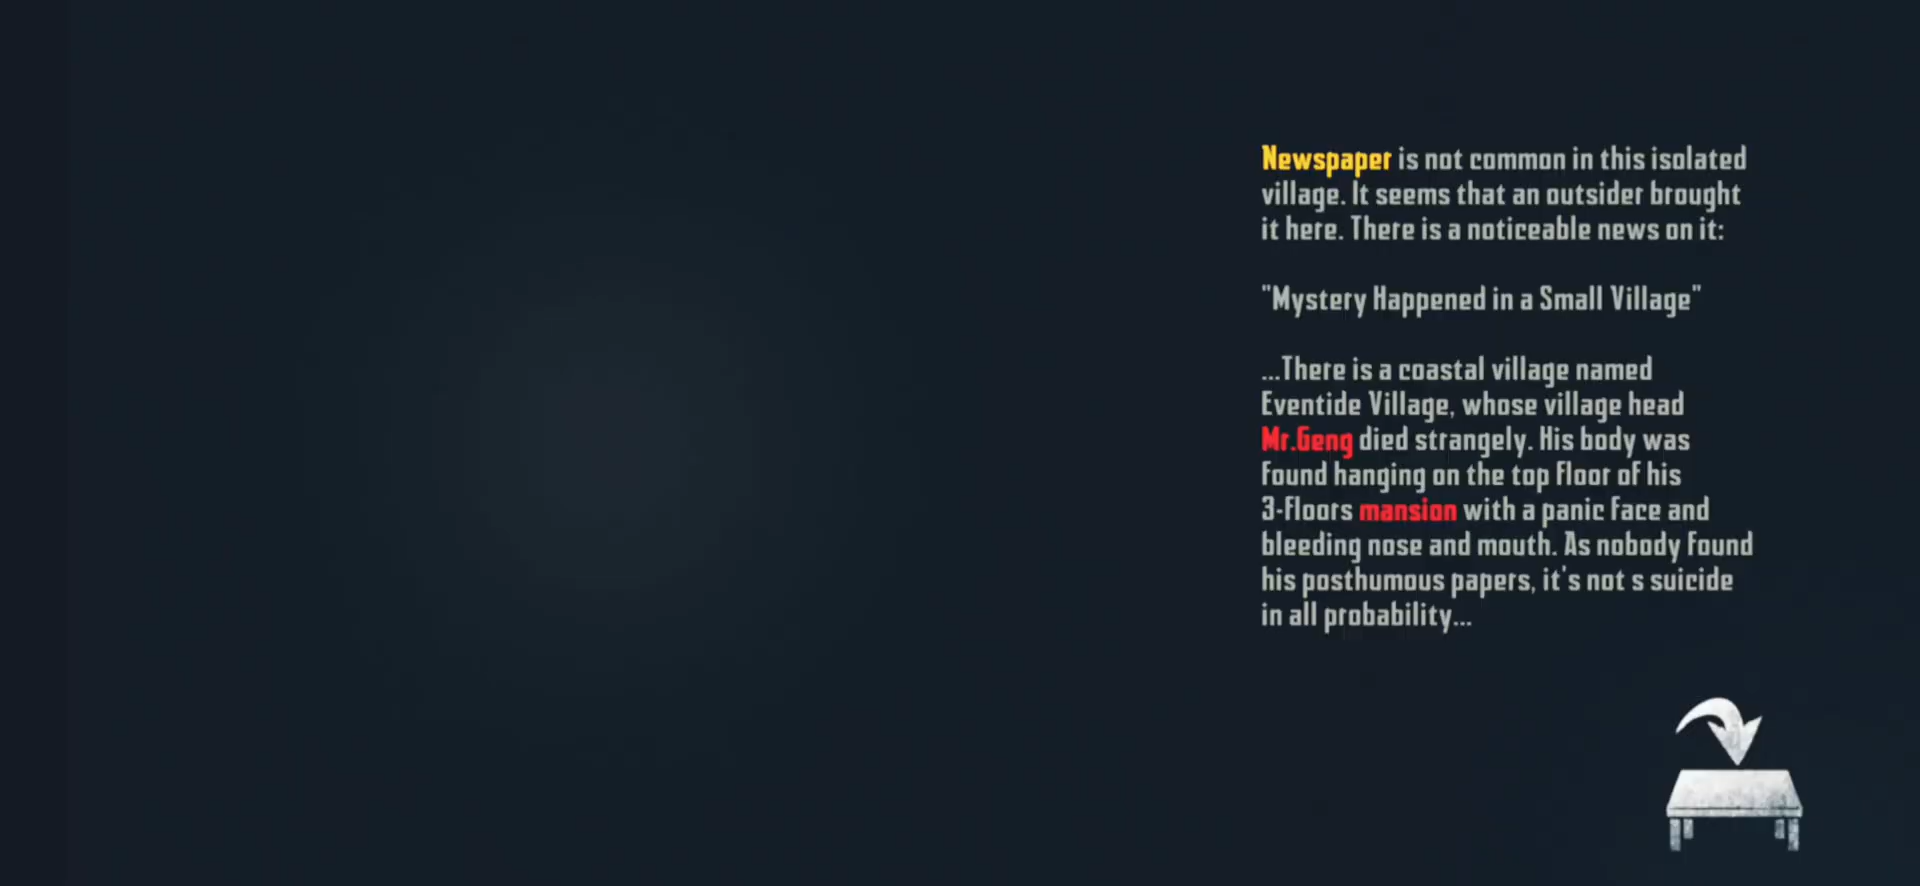 Newspaper is not common in this isolated
village. It seems that an outsider brought
it here. There is a noticeable news on it:
"Mystery Happened in a Small Village"
...There is a coastal village named
Eventide Village, whose village head
Mr.Geng died strangely. His body was
found hanging on the top floor of his
3-floors mansion with a panic face and
bleeding nose and mouth. As nobody found
his posthumous papers, it's not s suicide
in all probability...